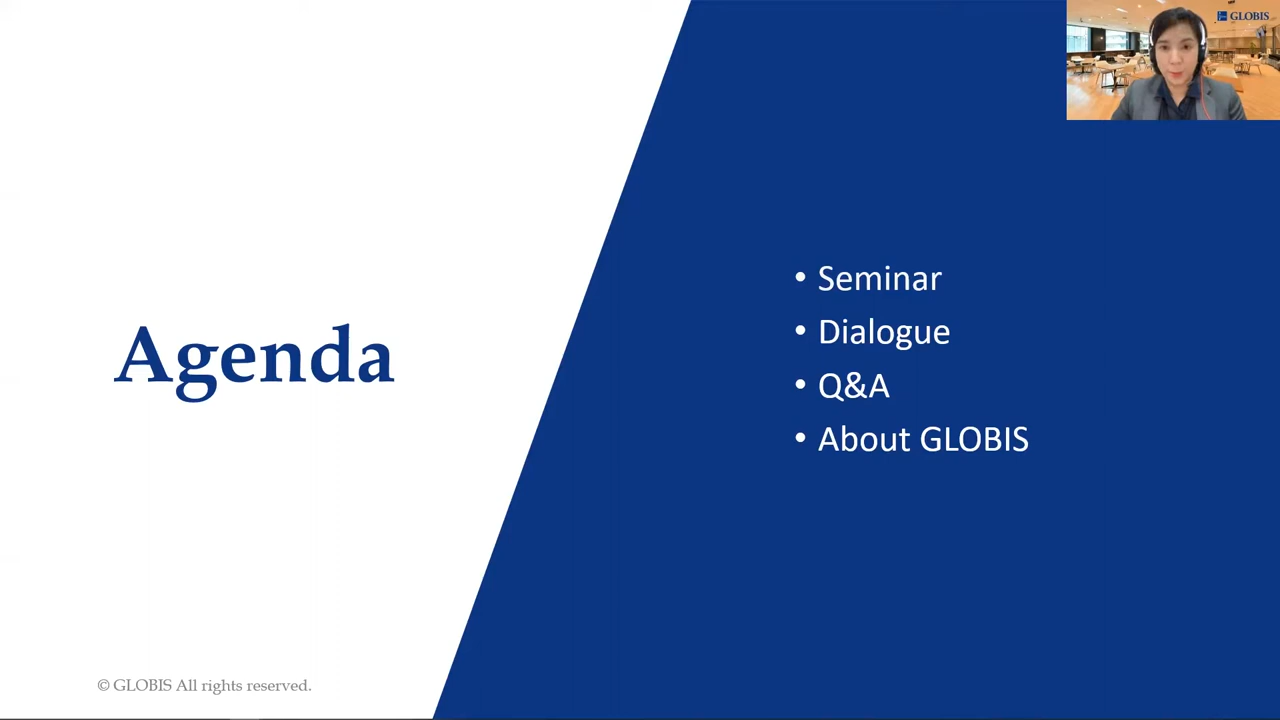 GLOBIS
Agenda
• Seminar
• Dialogue
• Q&A
• About GLOBIS
© GLOBIS All rights reserved.